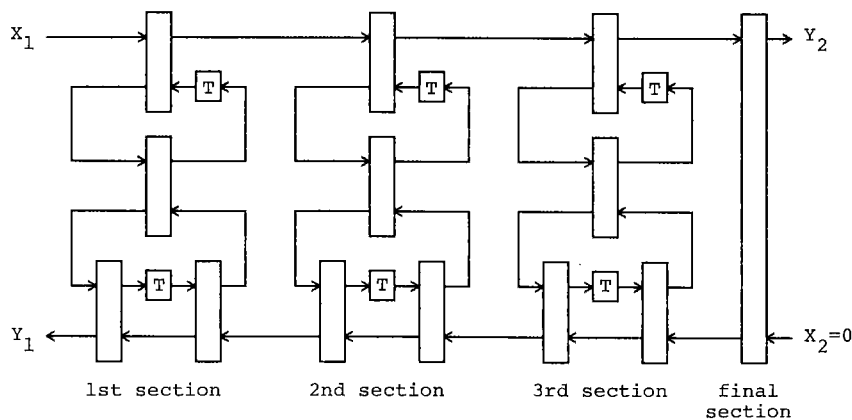 X1 Y2
T T T
T T T
Y1 X2=0
1st section 2nd section 3rd section final
section